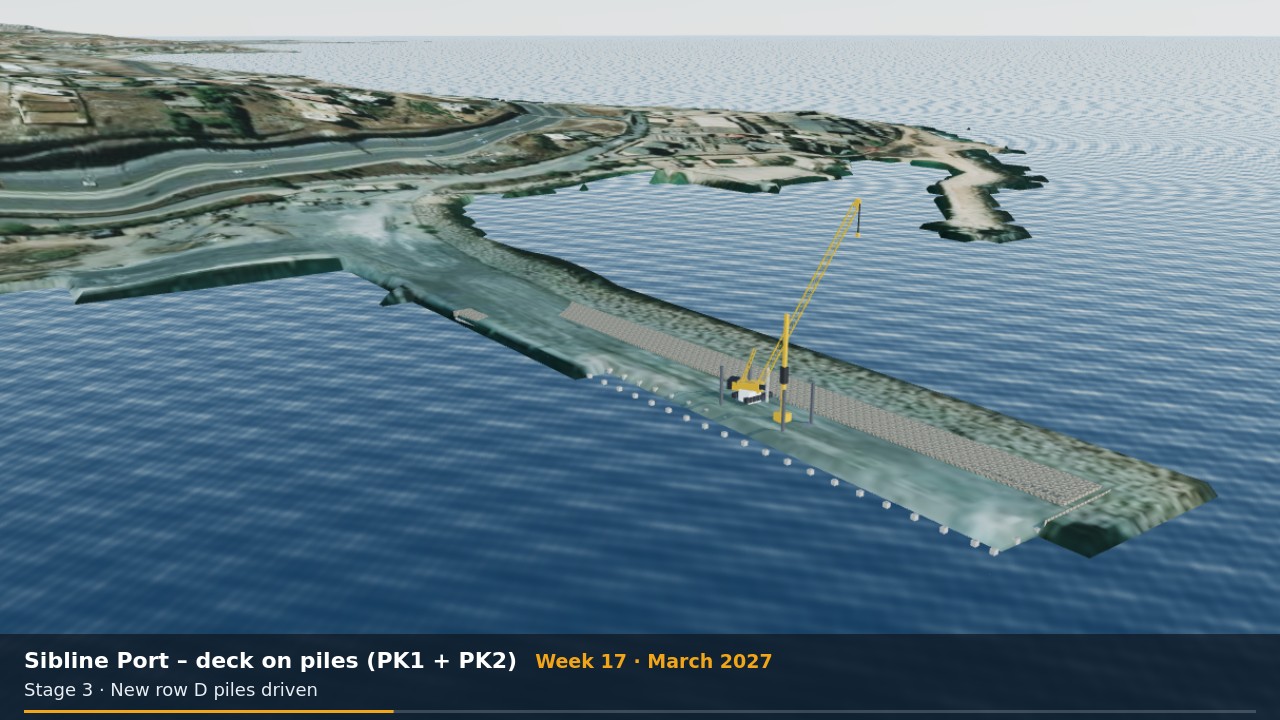 Sibline Port – deck on piles (PK1 + PK2) Week 17 · March 2027
Stage 3 · New row D piles driven